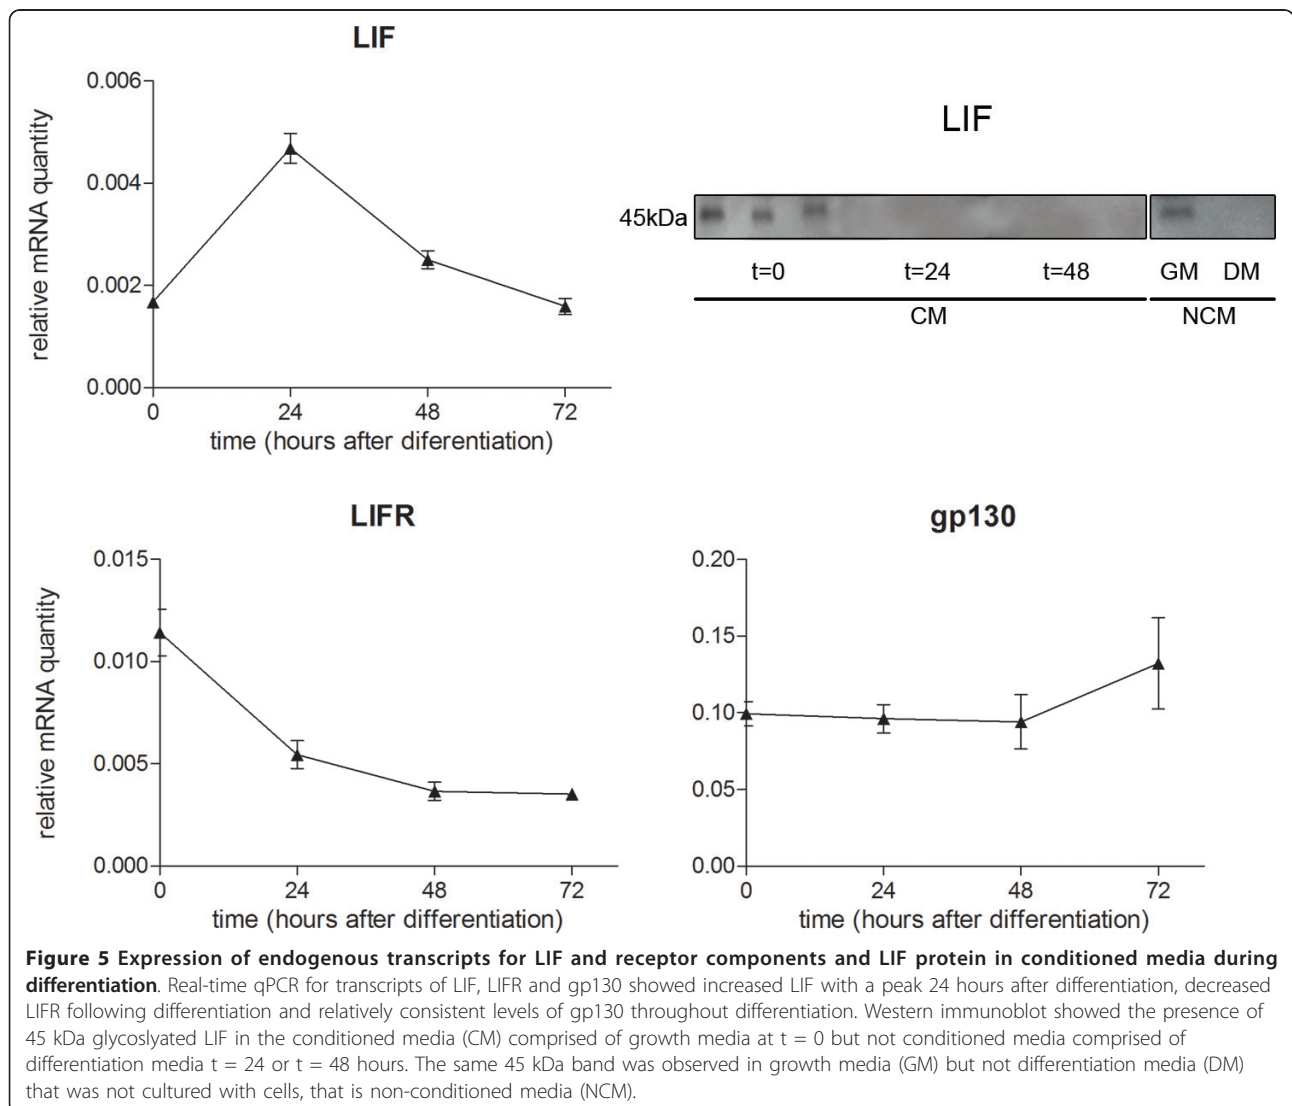 LIF
0.006
0.004
0.002
0.000
relative mRNA quantity
0 24 48 72
time (hours after diferentiation)
LIF
45kDa
t=0 t=24 t=48 GM DM
CM NCM
LIFR
0.015
0.010
0.005
0.000
relative mRNA quantity
0 24 48 72
time (hours after differentiation)
gp130
0.20
0.15
0.10
0.05
0.00
0 24 48 72
time (hours after differentiation)
Figure 5 Expression of endogenous transcripts for LIF and receptor components and LIF protein in conditioned media during
differentiation. Real-time qPCR for transcripts of LIF, LIFR and gp130 showed increased LIF with a peak 24 hours after differentiation, decreased
LIFR following differentiation and relatively consistent levels of gp130 throughout differentiation. Western immunoblot showed the presence of
45 kDa glycoslyated LIF in the conditioned media (CM) comprised of growth media at t = 0 but not conditioned media comprised of
differentiation media t = 24 or t = 48 hours. The same 45 kDa band was observed in growth media (GM) but not differentiation media (DM)
that was not cultured with cells, that is non-conditioned media (NCM).